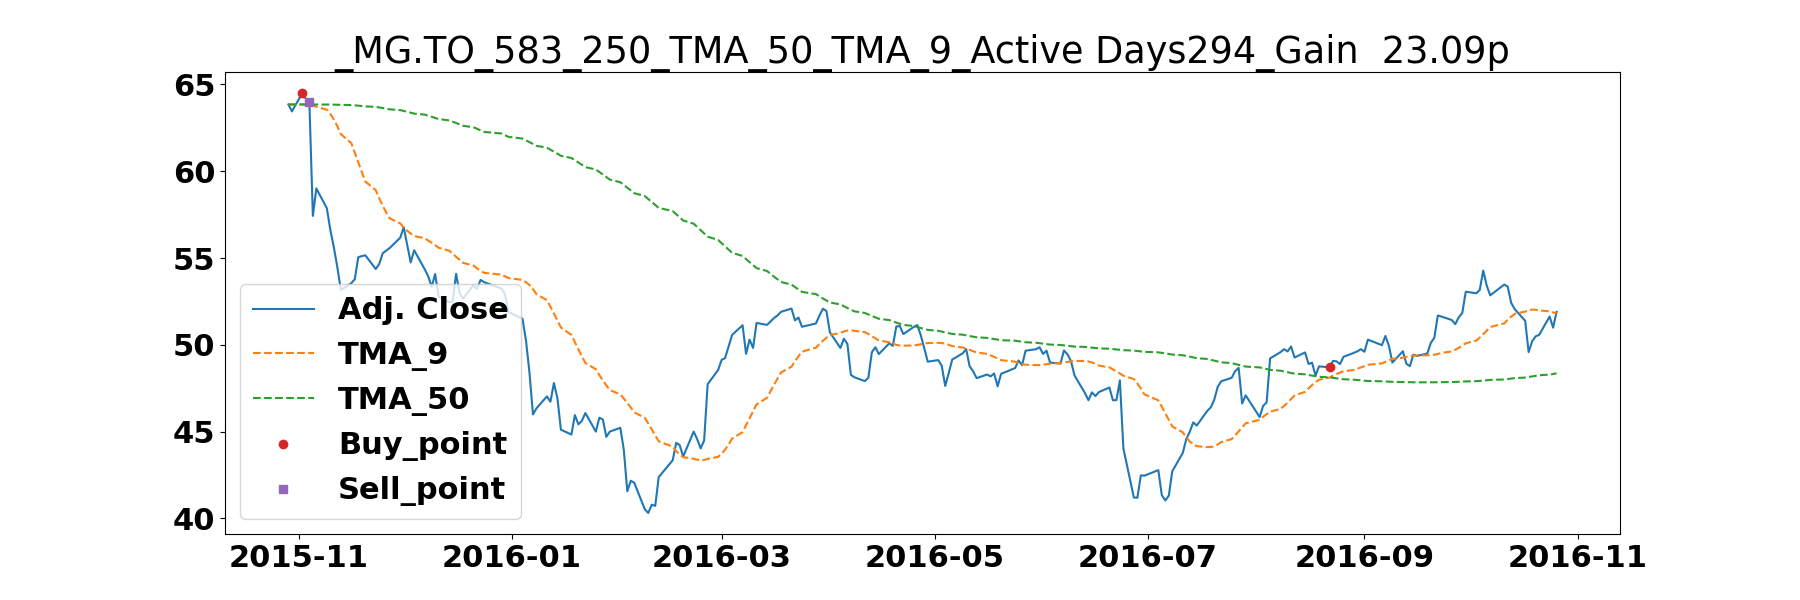 _MG.TO_583_250_TMA_50_TMA_9_Active Days294_Gain  23.09p
65
60
55
50
45
40
Adj. Close
TMA_9
TMA_50
Buy_point
Sell_point
2015-11 2016-01 2016-03 2016-05 2016-07 2016-09 2016-11